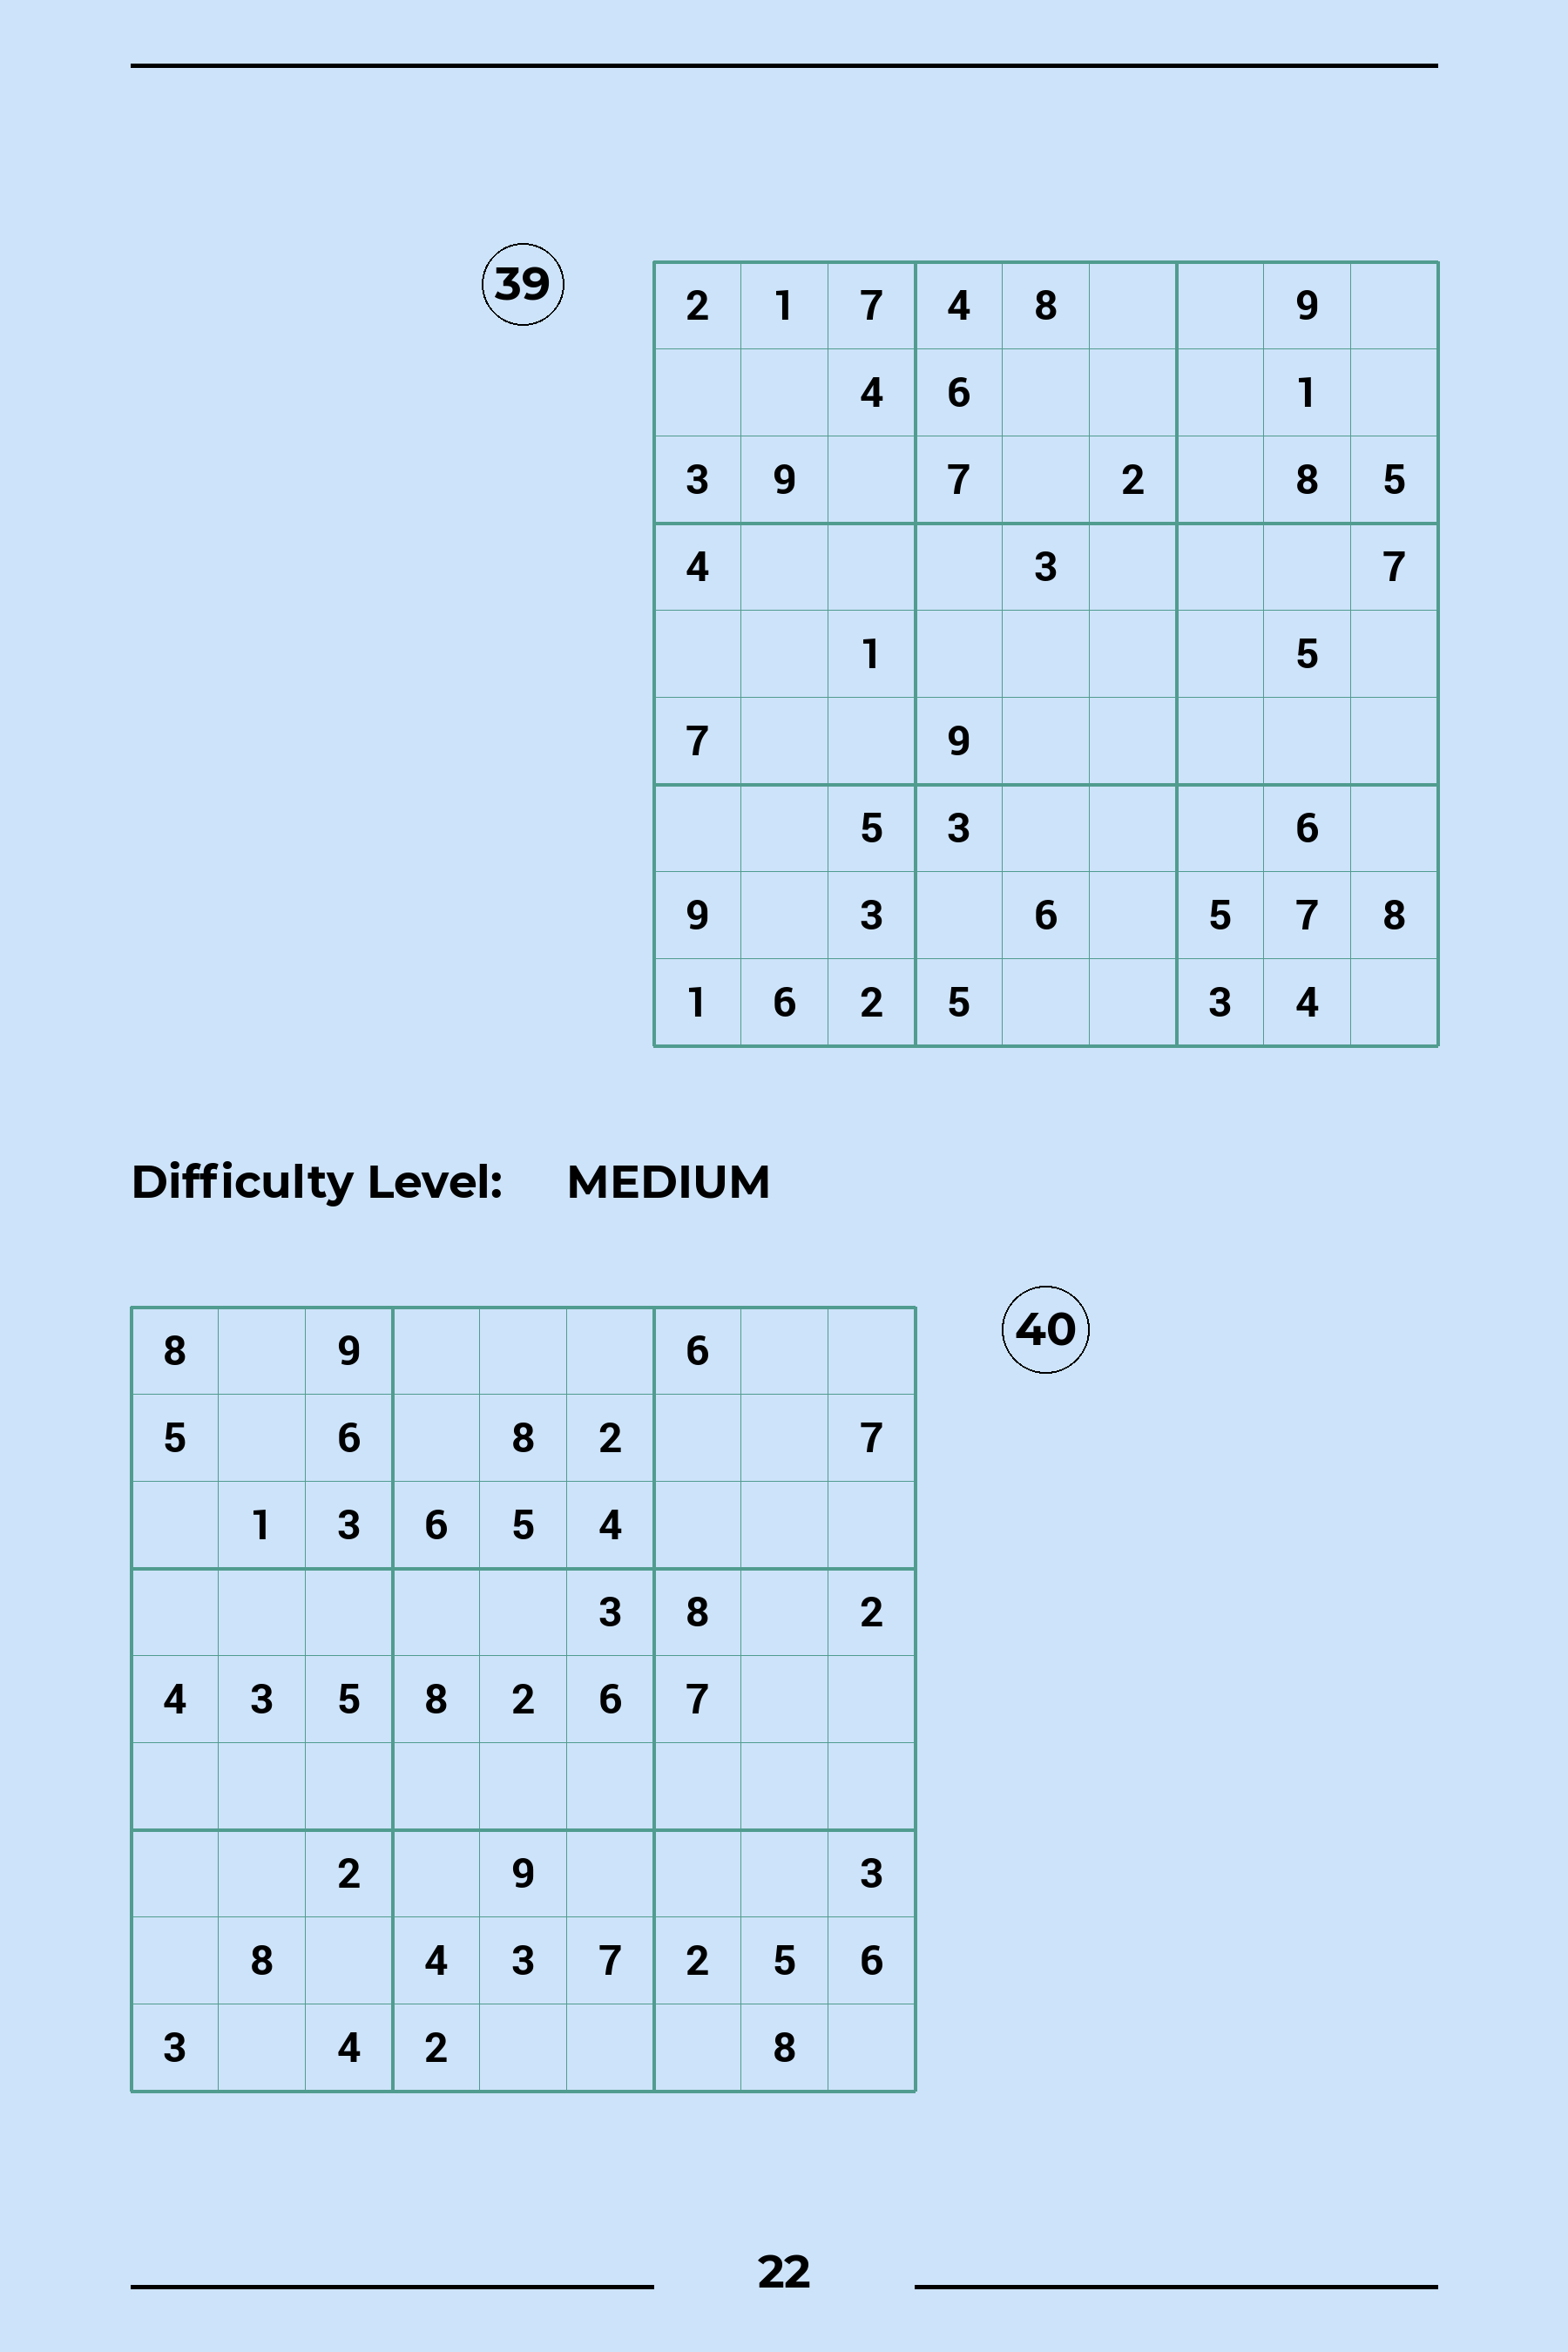 39
2 1 7 4 8 9
4 6 1
3 9 7 2 8 5
4 3 7
1 5
7 9
5 3 6
9 3 6 5 7 8
1 6 2 5 3 4
Difficulty Level: MEDIUM
40
8 9 6
5 6 8 2 7
1 3 6 5 4
3 8 2
4 3 5 8 2 6 7
2 9 3
8 4 3 7 2 5 6
3 4 2 8
22